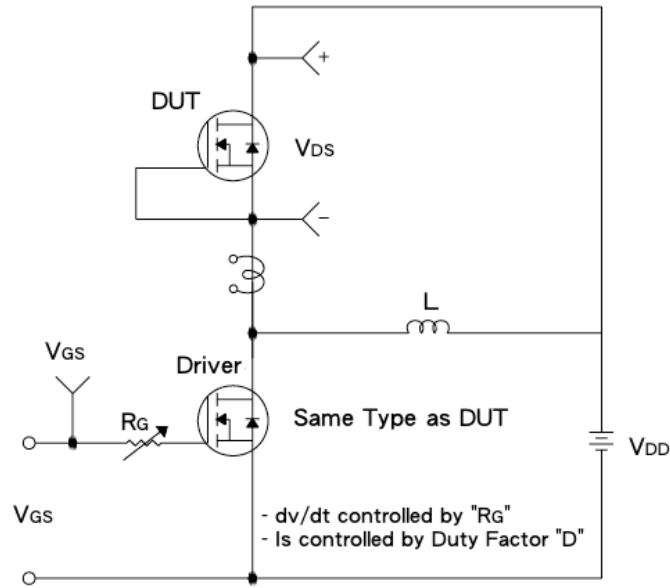 +
DUT
VDS
-
L
VGS
Driver
RG
Same Type as DUT
VDD
VGS
- dv/dt controlled by "RG"
- Is controlled by Duty Factor "D"